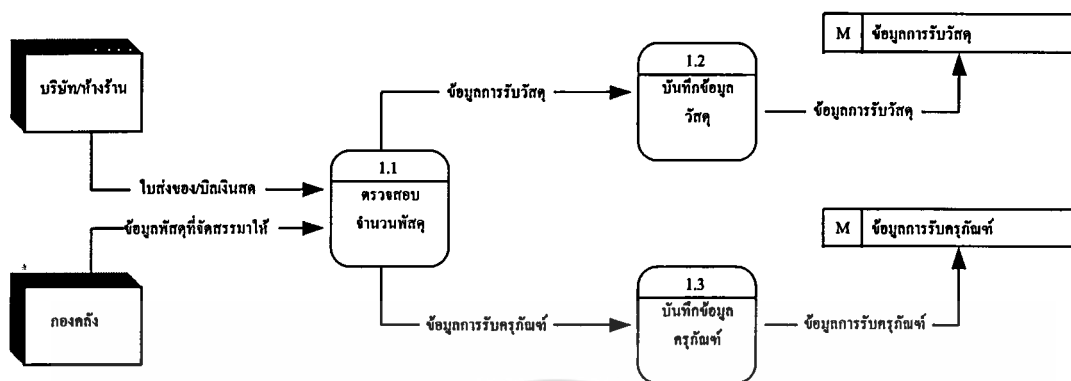 บริษัท/ห้างร้าน
ใบส่งของ/บิลเงินสด
ข้อมูลพัสดุที่จัดสรรมาให้
กองคลัง
1.1
ตรวจสอบ
จำนวนพัสดุ
ข้อมูลการรับวัสดุ
1.2
บันทึกข้อมูล
วัสดุ
ข้อมูลการรับวัสดุ
M ข้อมูลการรับวัสดุ
ข้อมูลการรับครุภัณฑ์
1.3
บันทึกข้อมูล
ครุภัณฑ์
ข้อมูลการรับครุภัณฑ์
M ข้อมูลการรับครุภัณฑ์